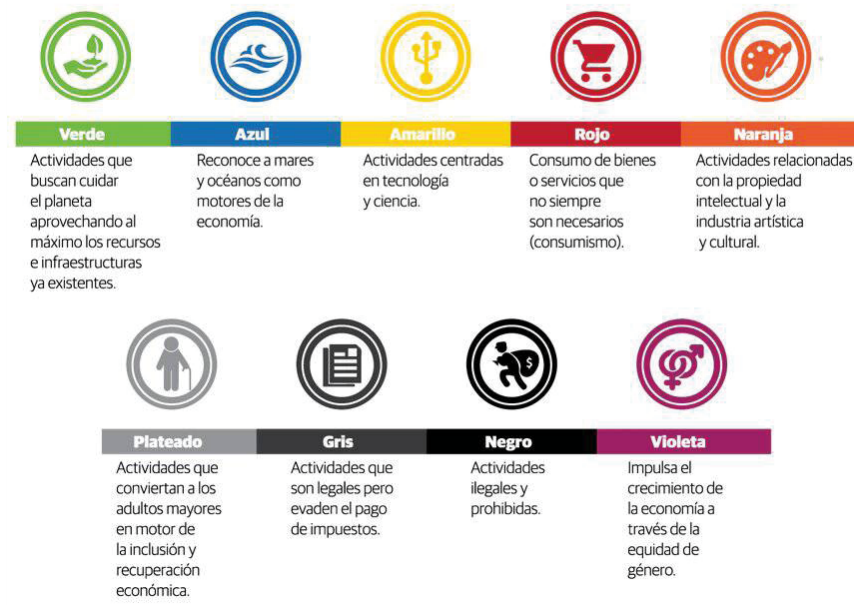 Verde
Actividades que
buscan cuidar
el planeta
aprovechando al
máximo los recursos
e infraestructuras
ya existentes.
Azul
Reconoce a mares
y océanos como
motores de la
economía.
Amarillo
Actividades centradas
en tecnología
y ciencia.
Rojo
Consumo de bienes
o servicios que
no siempre
son necesarios
(consumismo).
Naranja
Actividades relacionadas
con la propiedad
intelectual y la
industria artística
y cultural.
Plateado
Actividades que
conviertan a los
adultos mayores
en motor de
la inclusión y
recuperación
económica.
Gris
Actividades que
son legales pero
evaden el pago
de impuestos.
$
Negro
Actividades
ilegales y
prohibidas.
Violeta
Impulsa el
crecimiento de
la economía a
través de la
equidad de
género.